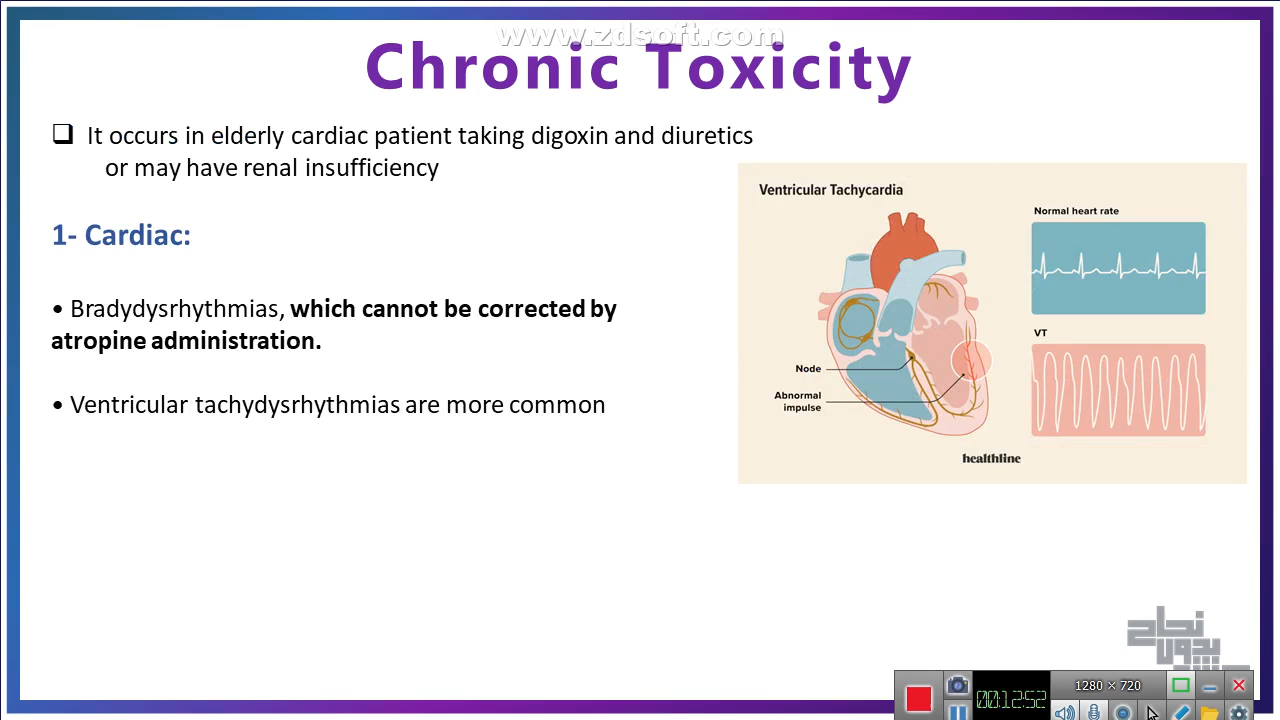 www.zdsoft.com
Chronic Toxicity
❑ It occurs in elderly cardiac patient taking digoxin and diuretics
or may have renal insufficiency
1- Cardiac:
• Bradydysrhythmias, which cannot be corrected by
atropine administration.
• Ventricular tachydysrhythmias are more common
Ventricular Tachycardia
Normal heart rate
VT
Node
Abnormal
impulse
healthline
نجاح
بدون
00:12:52
1280 × 720